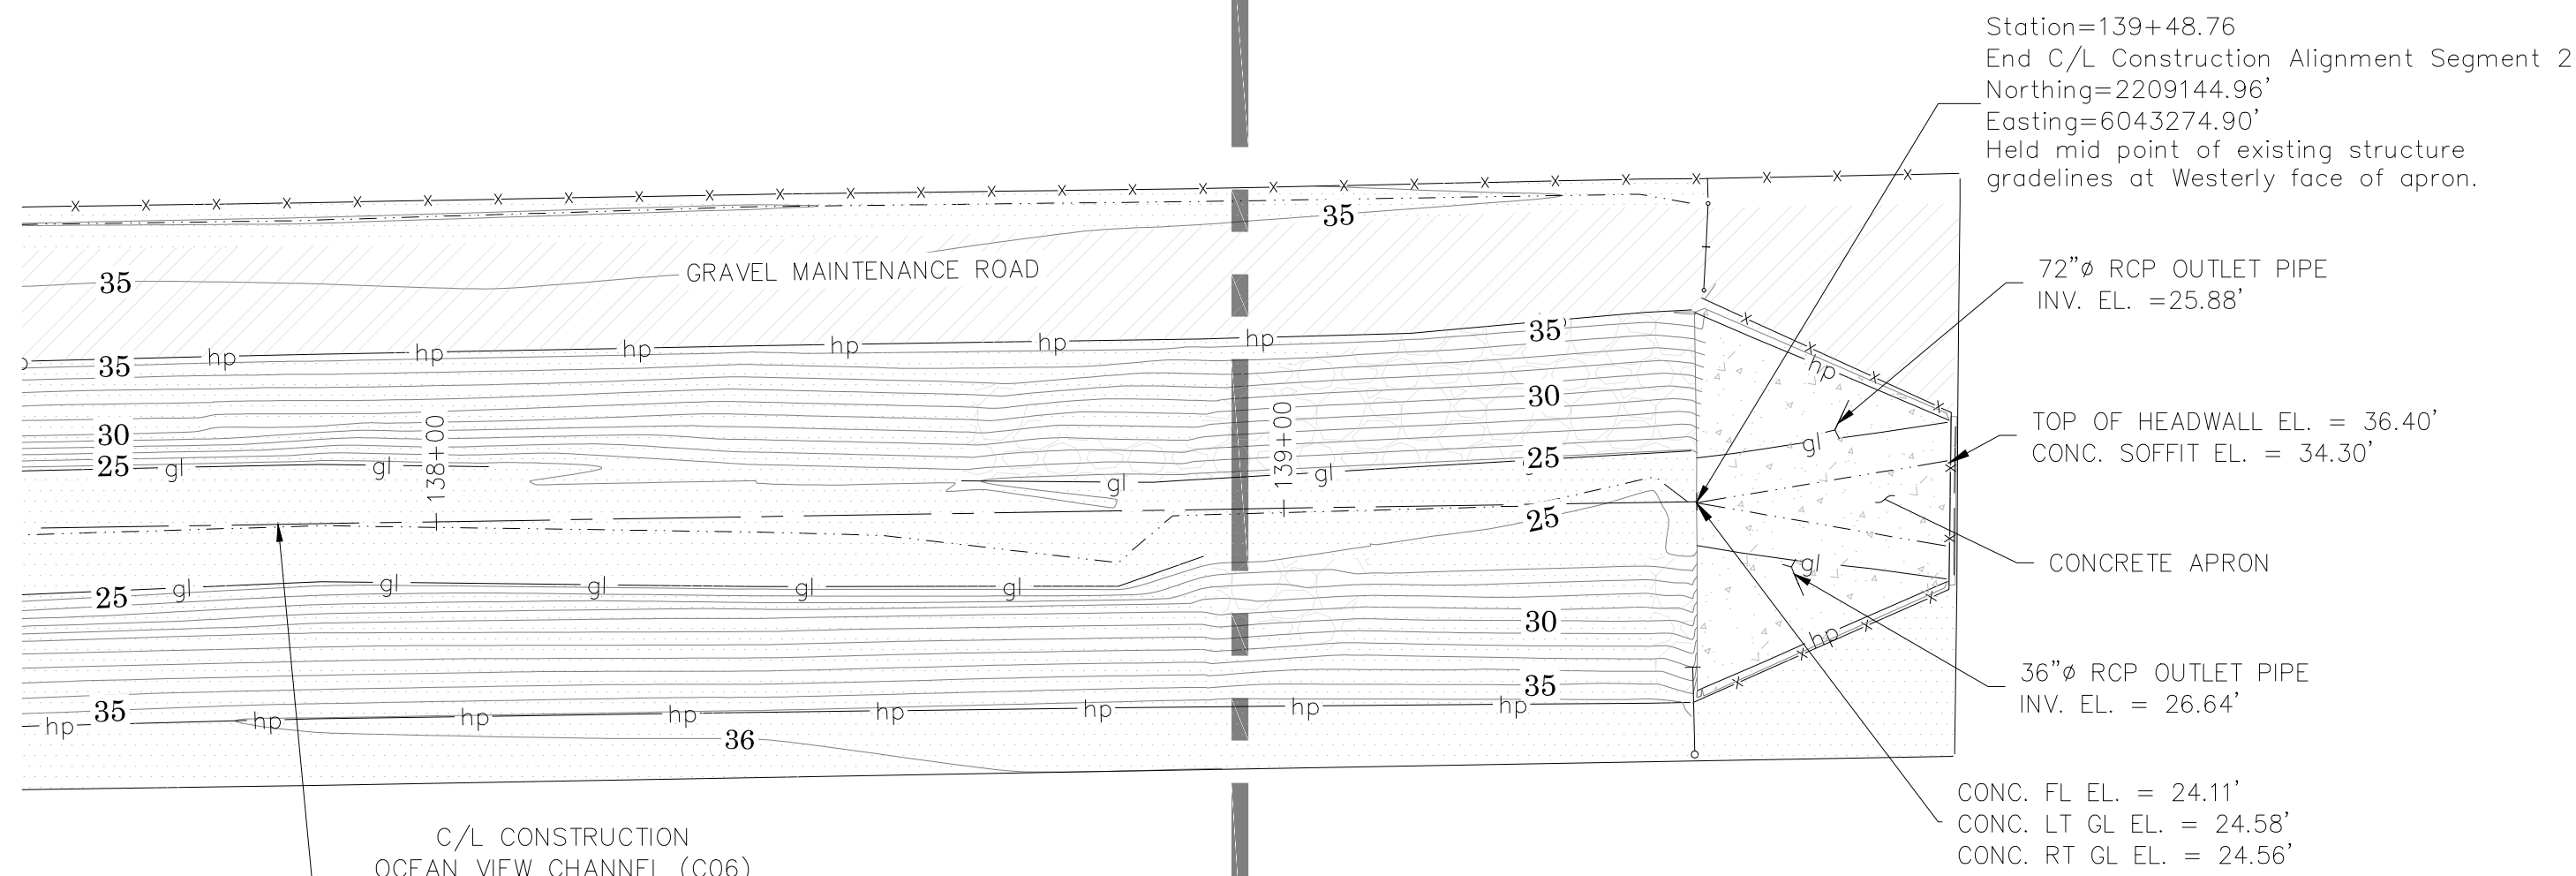 Station=139+48.76
End C/L Construction Alignment Segment 2
Northing=2209144.96'
Easting=6043274.90'
Held mid point of existing structure
gradelines at Westerly face of apron.
35
35
GRAVEL MAINTENANCE ROAD
72"ø RCP OUTLET PIPE
INV. EL. =25.88'
35
hp hp hp hp hp hp
35
hp
30
30
138+00
139+00
TOP OF HEADWALL EL. = 36.40'
CONC. SOFFIT EL. = 34.30'
25
gl gl gl gl
25
gl
25
CONCRETE APRON
25
gl gl gl gl gl
gl
30
hp
36"ø RCP OUTLET PIPE
INV. EL. = 26.64'
35
35
hp hp hp hp hp hp hp hp
36
CONC. FL EL. = 24.11'
CONC. LT GL EL. = 24.58'
CONC. RT GL EL. = 24.56'
C/L CONSTRUCTION
OCEAN VIEW CHANNEL (C06)